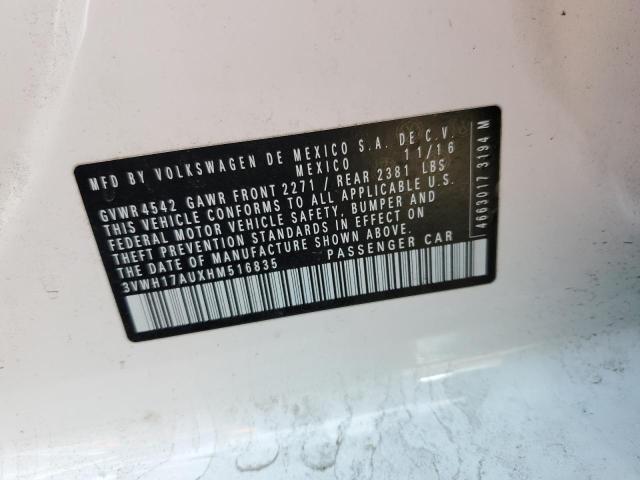 MFD BY VOLKSWAGEN DE MEXICO S.A. DE C.V.
MEXICO 11/16
GVWR 4542 GAWR FRONT 2271 / REAR 2381 LBS
THIS VEHICLE CONFORMS TO ALL APPLICABLE U.S.
FEDERAL MOTOR VEHICLE SAFETY, BUMPER AND
THEFT PREVENTION STANDARDS IN EFFECT ON
THE DATE OF MANUFACTURE SHOWN ABOVE.
3VWH17AUXHM516835 PASSENGER CAR
4663017 3194 M